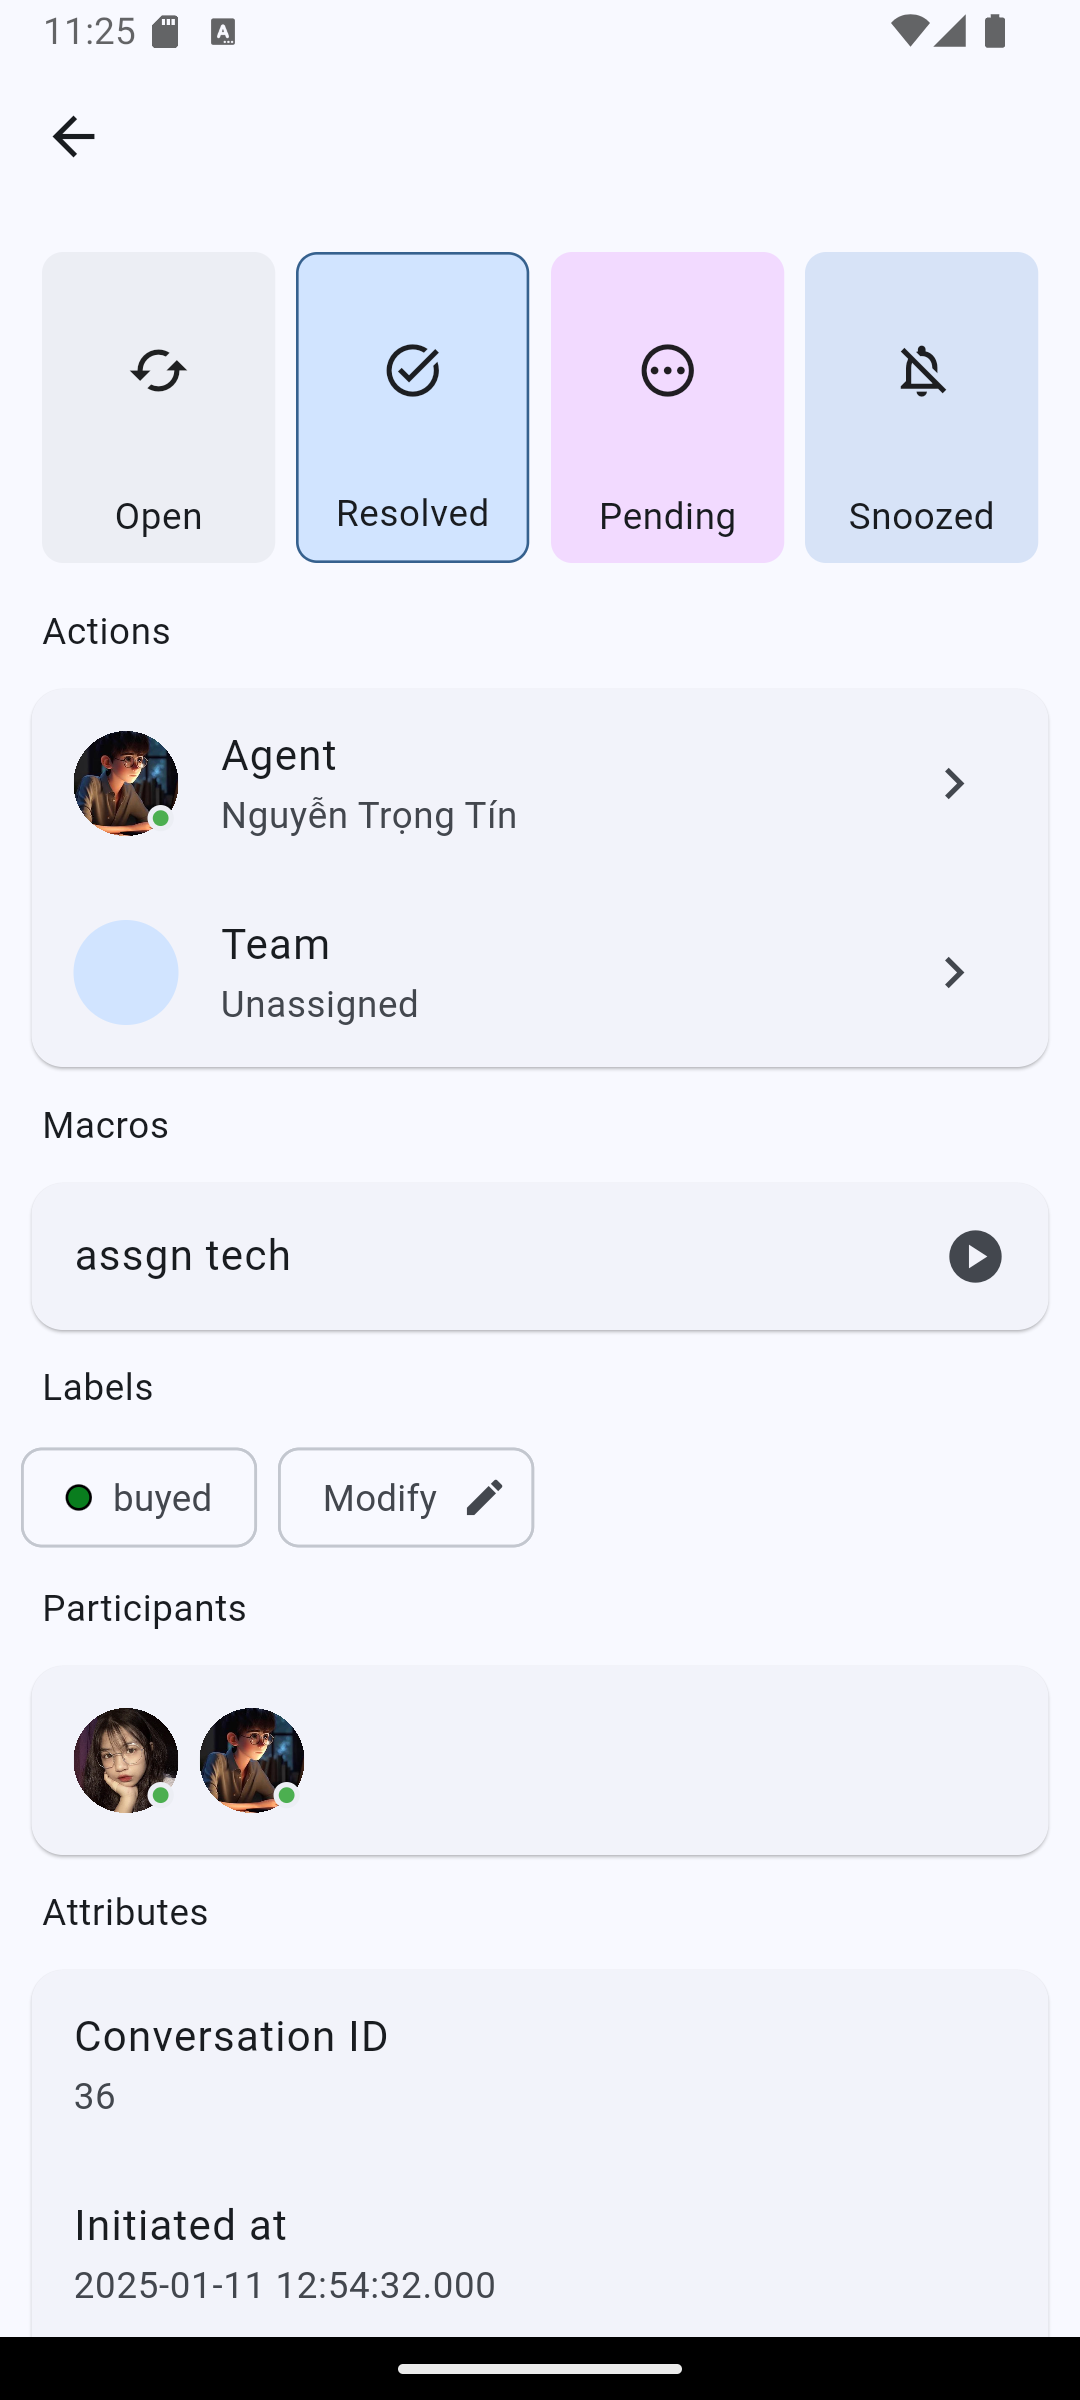 11:25
Open
Resolved
Pending
Snoozed
Actions
Agent
Nguyễn Trọng Tín
Team
Unassigned
Macros
assgn tech
Labels
buyed
Modify
Participants
Attributes
Conversation ID
36
Initiated at
2025-01-11 12:54:32.000